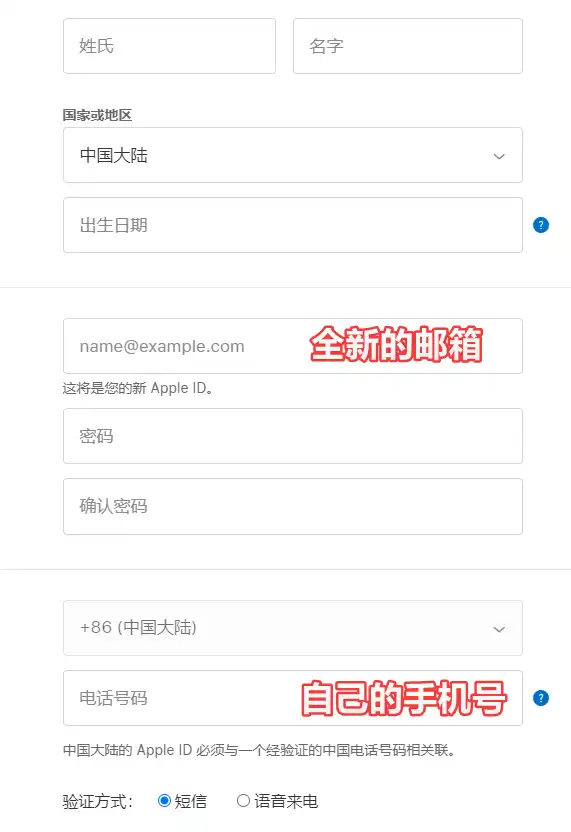 姓氏 名字
国家或地区
中国大陆
出生日期
?
name@example.com 全新的邮箱
这将是您的新 Apple ID。
密码
确认密码
+86 (中国大陆)
电话号码 自己的手机号
?
中国大陆的 Apple ID 必须与一个经验证的中国电话号码相关联。
验证方式: 短信 语音来电